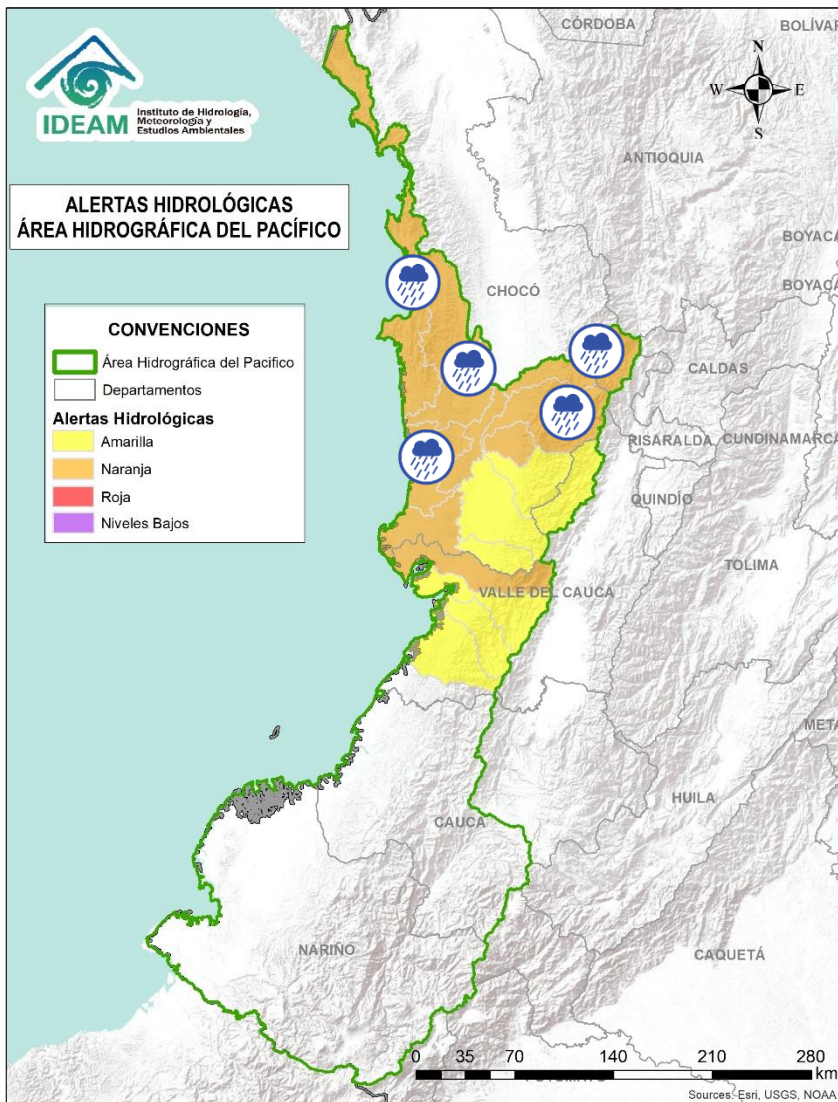 IDEAM
Instituto de Hidrología,
Meteorología y
Estudios Ambientales
ALERTAS HIDROLÓGICAS
ÁREA HIDROGRÁFICA DEL PACÍFICO
CONVENCIONES
Área Hidrográfica del Pacifico
Departamentos
Alertas Hidrológicas
Amarilla
Naranja
Roja
Niveles Bajos
N
W E
S
CÓRDOBA
BOLÍVAR
ANTIOQUIA
BOYACÁ
BOYACÁ
CHOCÓ
CALDAS
RISARALDA
CUNDINAMARCA
QUINDÍO
TOLIMA
VALLE DEL CAUCA
META
HUILA
CAUCA
NARIÑO
CAQUETÁ
0 35 70 140 210 280
km
Sources: Esri, USGS, NOAA